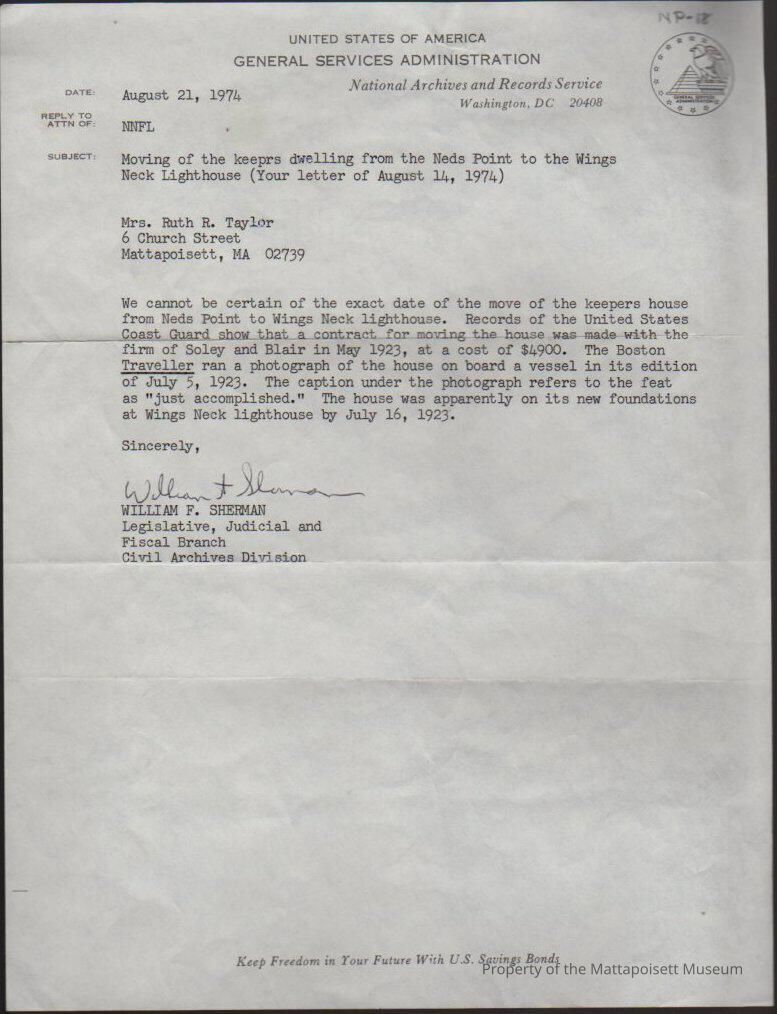 NP-18
UNITED STATES OF AMERICA
GENERAL SERVICES ADMINISTRATION
National Archives and Records Service
Washington, DC 20408
GENERAL SERVICES
ADMINISTRATION
DATE: August 21, 1974
REPLY TO
ATTN OF: NNFL
SUBJECT: Moving of the keeprs dwelling from the Neds Point to the Wings
Neck Lighthouse (Your letter of August 14, 1974)
Mrs. Ruth R. Taylor
6 Church Street
Mattapoisett, MA 02739
We cannot be certain of the exact date of the move of the keepers house
from Neds Point to Wings Neck lighthouse. Records of the United States
Coast Guard show that a contract for moving the house was made with the
firm of Soley and Blair in May 1923, at a cost of $4900. The Boston
Traveller ran a photograph of the house on board a vessel in its edition
of July 5, 1923. The caption under the photograph refers to the feat
as "just accomplished." The house was apparently on its new foundations
at Wings Neck lighthouse by July 16, 1923.
Sincerely,
William F Sherman
WILLIAM F. SHERMAN
Legislative, Judicial and
Fiscal Branch
Civil Archives Division
Keep Freedom in Your Future With U.S. Savings Bonds
Property of the Mattapoisett Museum